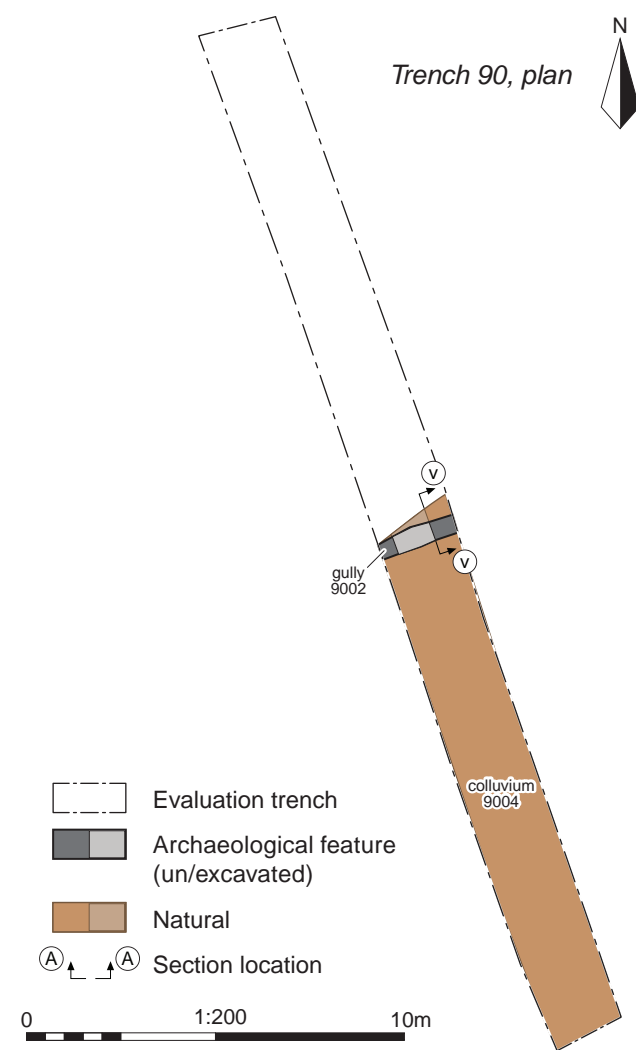 N
Trench 90, plan
v
v
gully
9002
colluvium
9004
Evaluation trench
Archaeological feature
(un/excavated)
Natural
A A Section location
0 1:200 10m